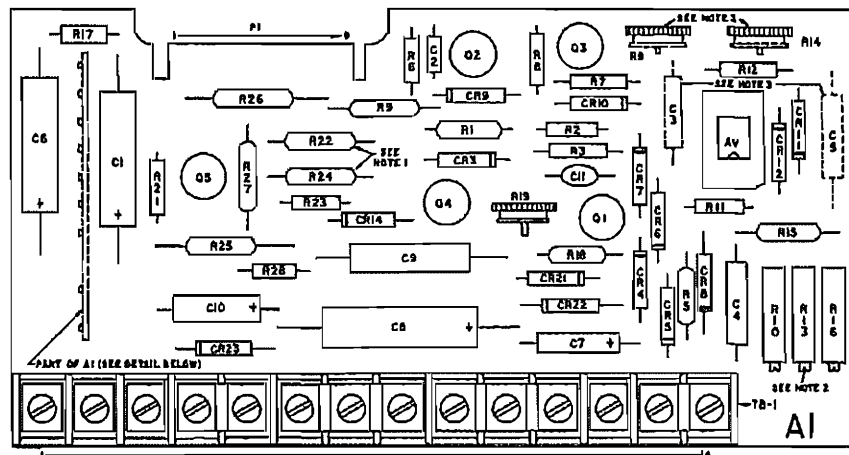 R17
P1
R6
C2
Q2
R8
Q3
SEE NOTE 2
R9
R14
R12
SEE NOTE 3
R7
CR9
CR10
C3
C6
C1
R26
R1
R2
AV
CR12
CR11
C5
R22
SEE NOTE 1
R24
CR3
R3
C11
CR7
R21
Q5
R27
R23
CR14
Q4
R19
Q1
CR6
R11
R15
R25
R28
C9
R18
CR21
CR22
CR4
CR5
R5
CR8
C4
R10
R13
R16
C10
C8
C7
CR23
PART OF A1 (SEE DETAIL BELOW)
SEE NOTE 2
TB-1
A1